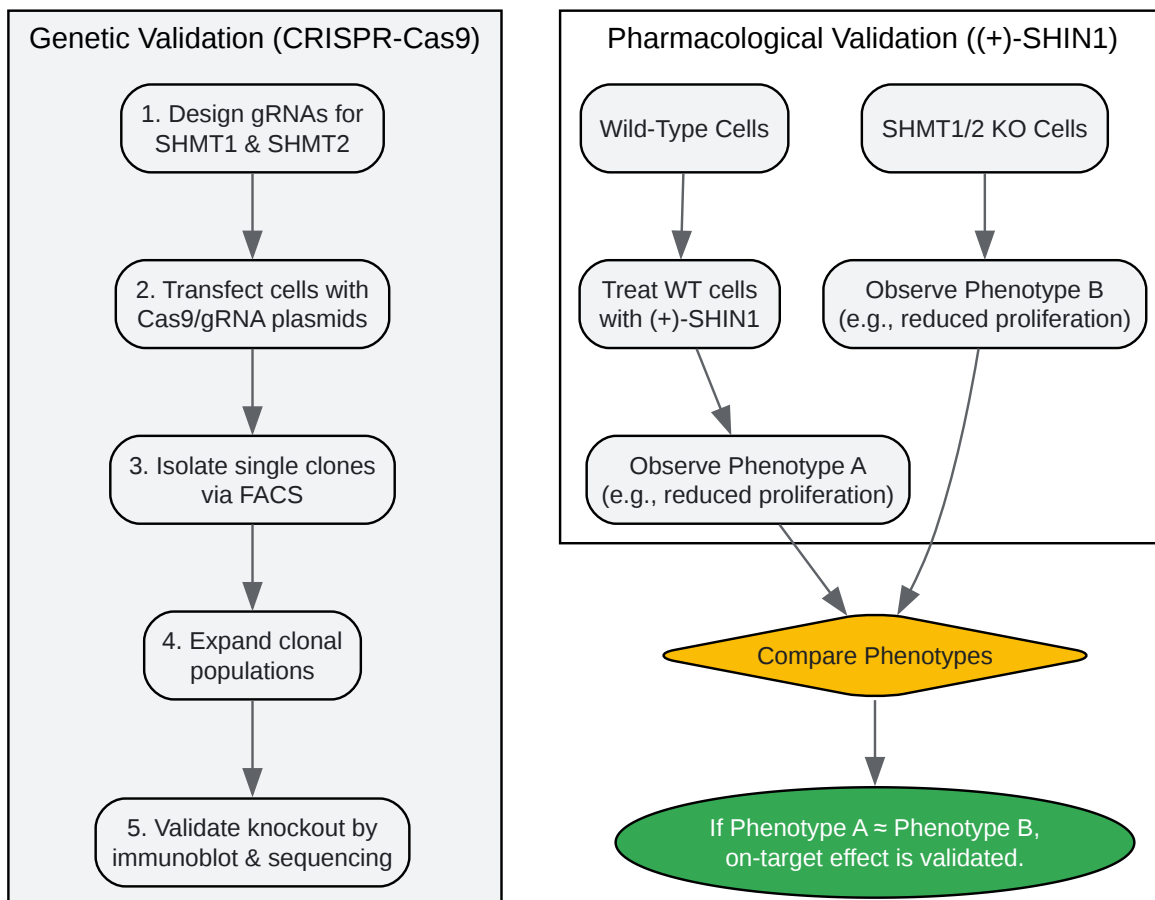 Genetic Validation (CRISPR-Cas9)
1. Design gRNAs for
SHMT1 & SHMT2
2. Transfect cells with
Cas9/gRNA plasmids
3. Isolate single clones
via FACS
4. Expand clonal
populations
5. Validate knockout by
immunoblot & sequencing
Pharmacological Validation ((+)-SHIN1)
Wild-Type Cells
SHMT1/2 KO Cells
Treat WT cells
with (+)-SHIN1
Observe Phenotype B
(e.g., reduced proliferation)
Observe Phenotype A
(e.g., reduced proliferation)
Compare Phenotypes
If Phenotype A ≈ Phenotype B,
on-target effect is validated.